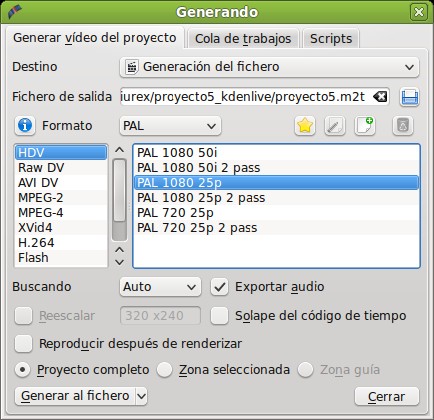 Generando
Generar vídeo del proyecto Cola de trabajos Scripts
Destino Generación del fichero
Fichero de salida iurex/proyecto5_kdenlive/proyecto5.m2t
Formato PAL
HDV
Raw DV
AVI DV
MPEG-2
MPEG-4
XVid4
H.264
Flash
PAL 1080 50i
PAL 1080 50i 2 pass
PAL 1080 25p
PAL 1080 25p 2 pass
PAL 720 25p
PAL 720 25p 2 pass
Buscando Auto Exportar audio
Reescalar 320 x240 Solape del código de tiempo
Reproducir después de renderizar
Proyecto completo Zona seleccionada Zona guía
Generar al fichero Cerrar